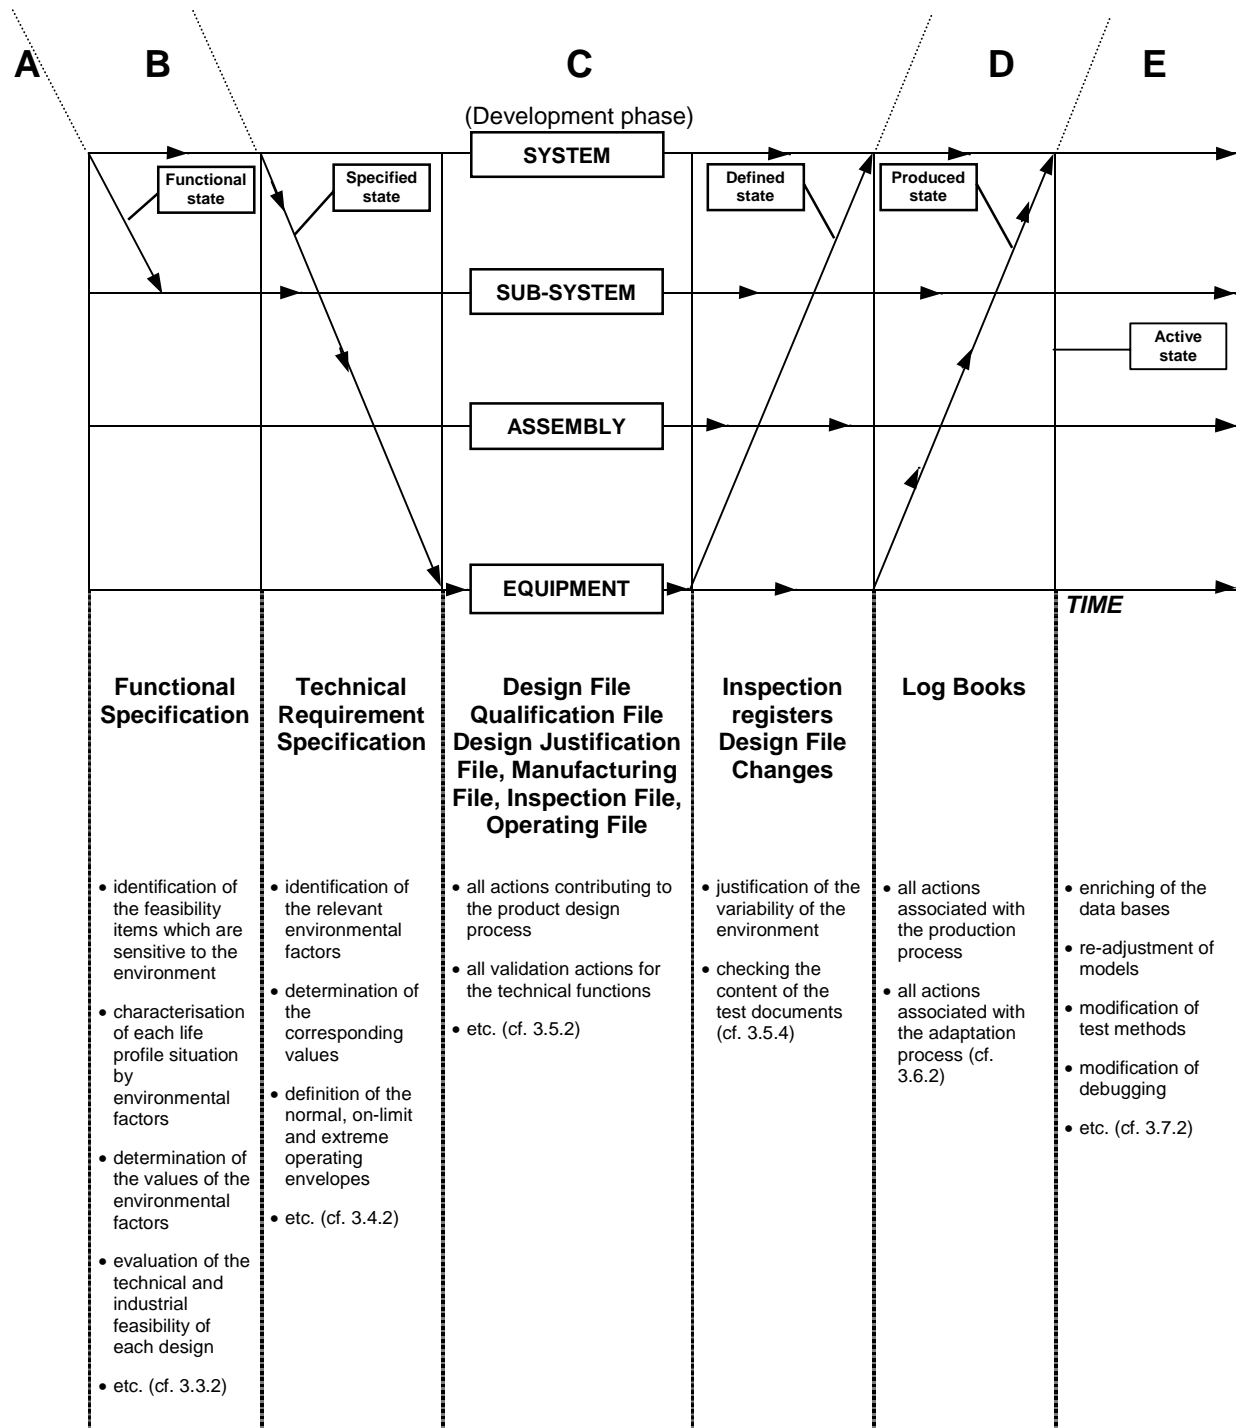 A
B
C
D
E
(Development phase)
SYSTEM
Functional
state
Specified
state
Defined
state
Produced
state
SUB-SYSTEM
Active
state
ASSEMBLY
EQUIPMENT
TIME
Functional
Specification
Technical
Requirement
Specification
Design File
Qualification File
Design Justification
File, Manufacturing
File, Inspection File,
Operating File
Inspection
registers
Design File
Changes
Log Books
• identification of
the feasibility
items which are
sensitive to the
environment
• characterisation
of each life
profile situation
by
environmental
factors
• determination of
the values of the
environmental
factors
• evaluation of the
technical and
industrial
feasibility of
each design
• etc. (cf. 3.3.2)
• identification of
the relevant
environmental
factors
• determination of
the
corresponding
values
• definition of the
normal, on-limit
and extreme
operating
envelopes
• etc. (cf. 3.4.2)
• all actions contributing to
the product design
process
• all validation actions for
the technical functions
• etc. (cf. 3.5.2)
• justification of the
variability of the
environment
• checking the
content of the
test documents
(cf. 3.5.4)
• all actions
associated with
the production
process
• all actions
associated with
the adaptation
process (cf.
3.6.2)
• enriching of the
data bases
• re-adjustment of
models
• modification of
test methods
• modification of
debugging
• etc. (cf. 3.7.2)